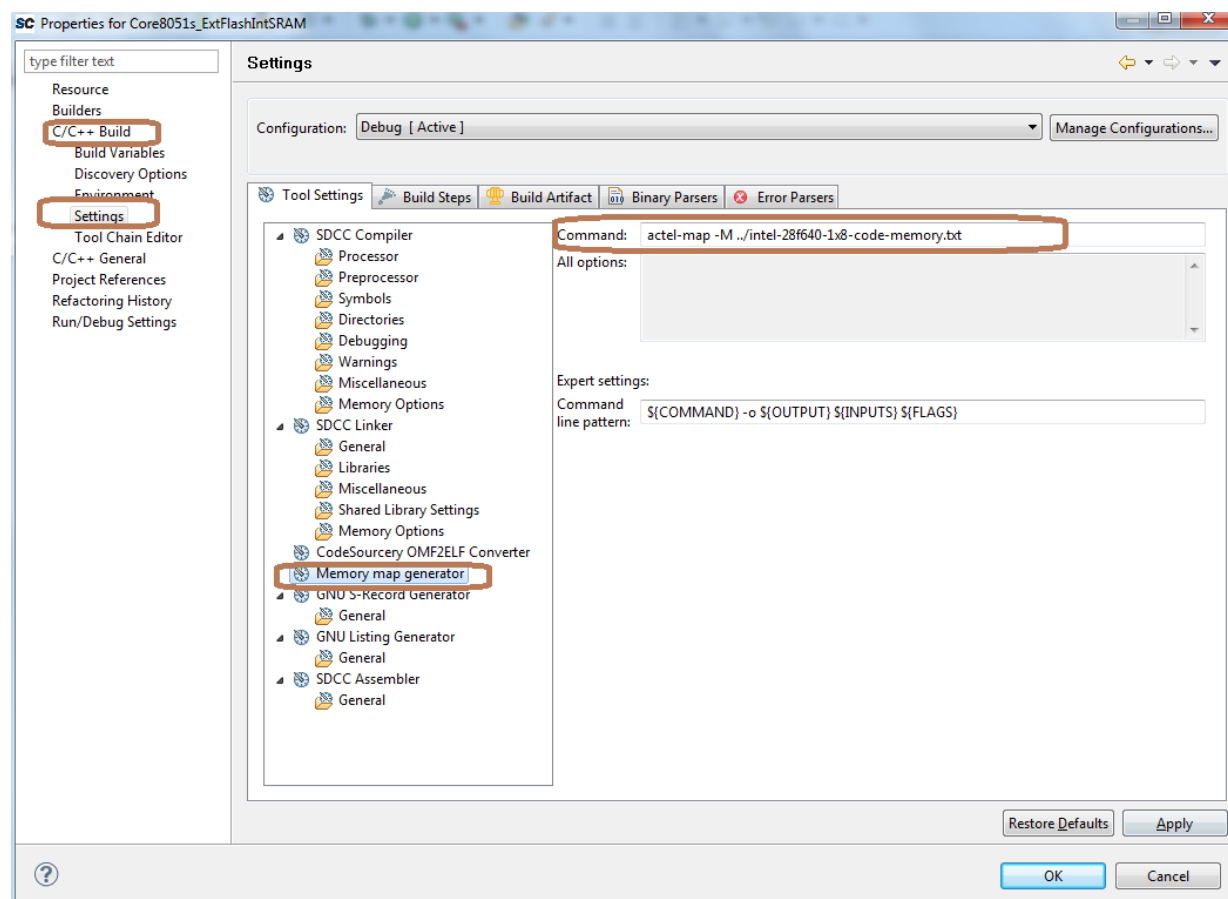 SC Properties for Core8051s_ExtFlashIntSRAM
type filter text
Resource
Builders
C/C++ Build
Build Variables
Discovery Options
Environment
Settings
Tool Chain Editor
C/C++ General
Project References
Refactoring History
Run/Debug Settings
Settings
Configuration: Debug [ Active ] Manage Configurations...
Tool Settings Build Steps Build Artifact Binary Parsers Error Parsers
SDCC Compiler
Processor
Preprocessor
Symbols
Directories
Debugging
Warnings
Miscellaneous
Memory Options
SDCC Linker
General
Libraries
Miscellaneous
Shared Library Settings
Memory Options
CodeSourcery OMF2ELF Converter
Memory map generator
GNU S-Record Generator
General
GNU Listing Generator
General
SDCC Assembler
General
Command: actel-map -M ../intel-28f640-1x8-code-memory.txt
All options:
Expert settings:
Command
line pattern: ${COMMAND} -o ${OUTPUT} ${INPUTS} ${FLAGS}
Restore Defaults Apply
OK Cancel